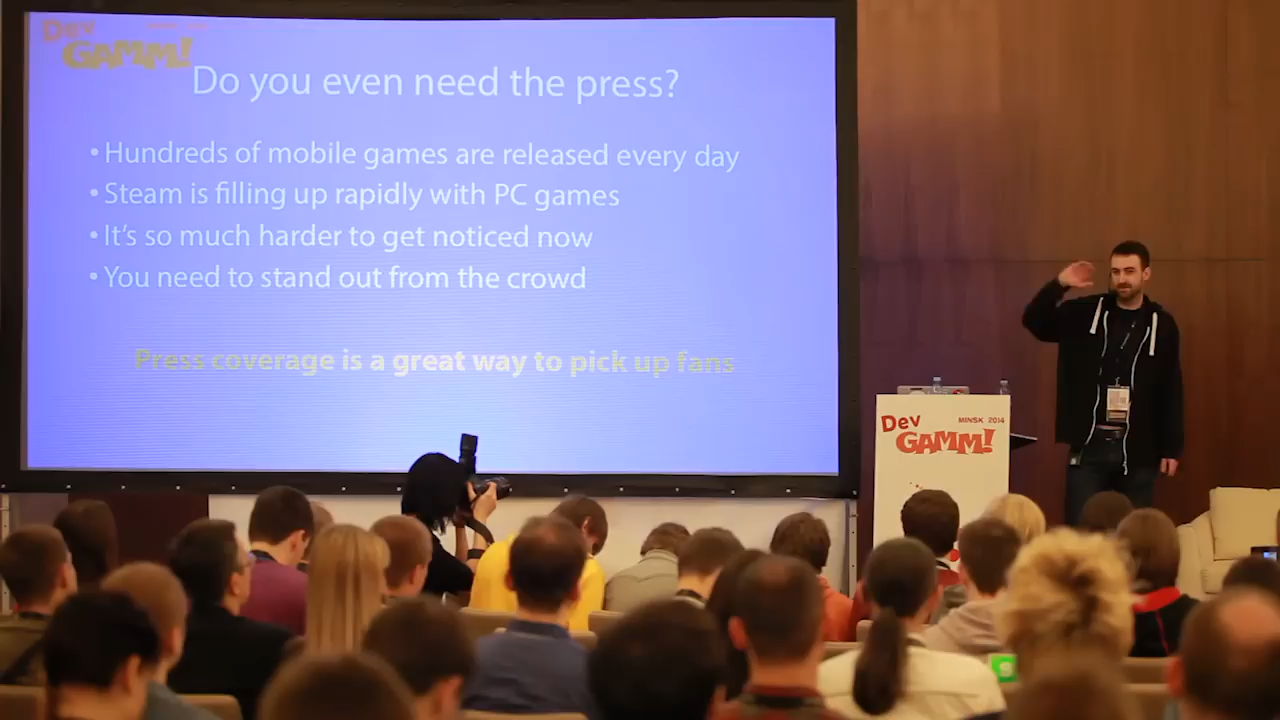 Dev
GAMM!
Do you even need the press?
• Hundreds of mobile games are released every day
• Steam is filling up rapidly with PC games
• It's so much harder to get noticed now
• You need to stand out from the crowd
Press coverage is a great way to pick up fans
Dev
MINSK 2014
GAMM!